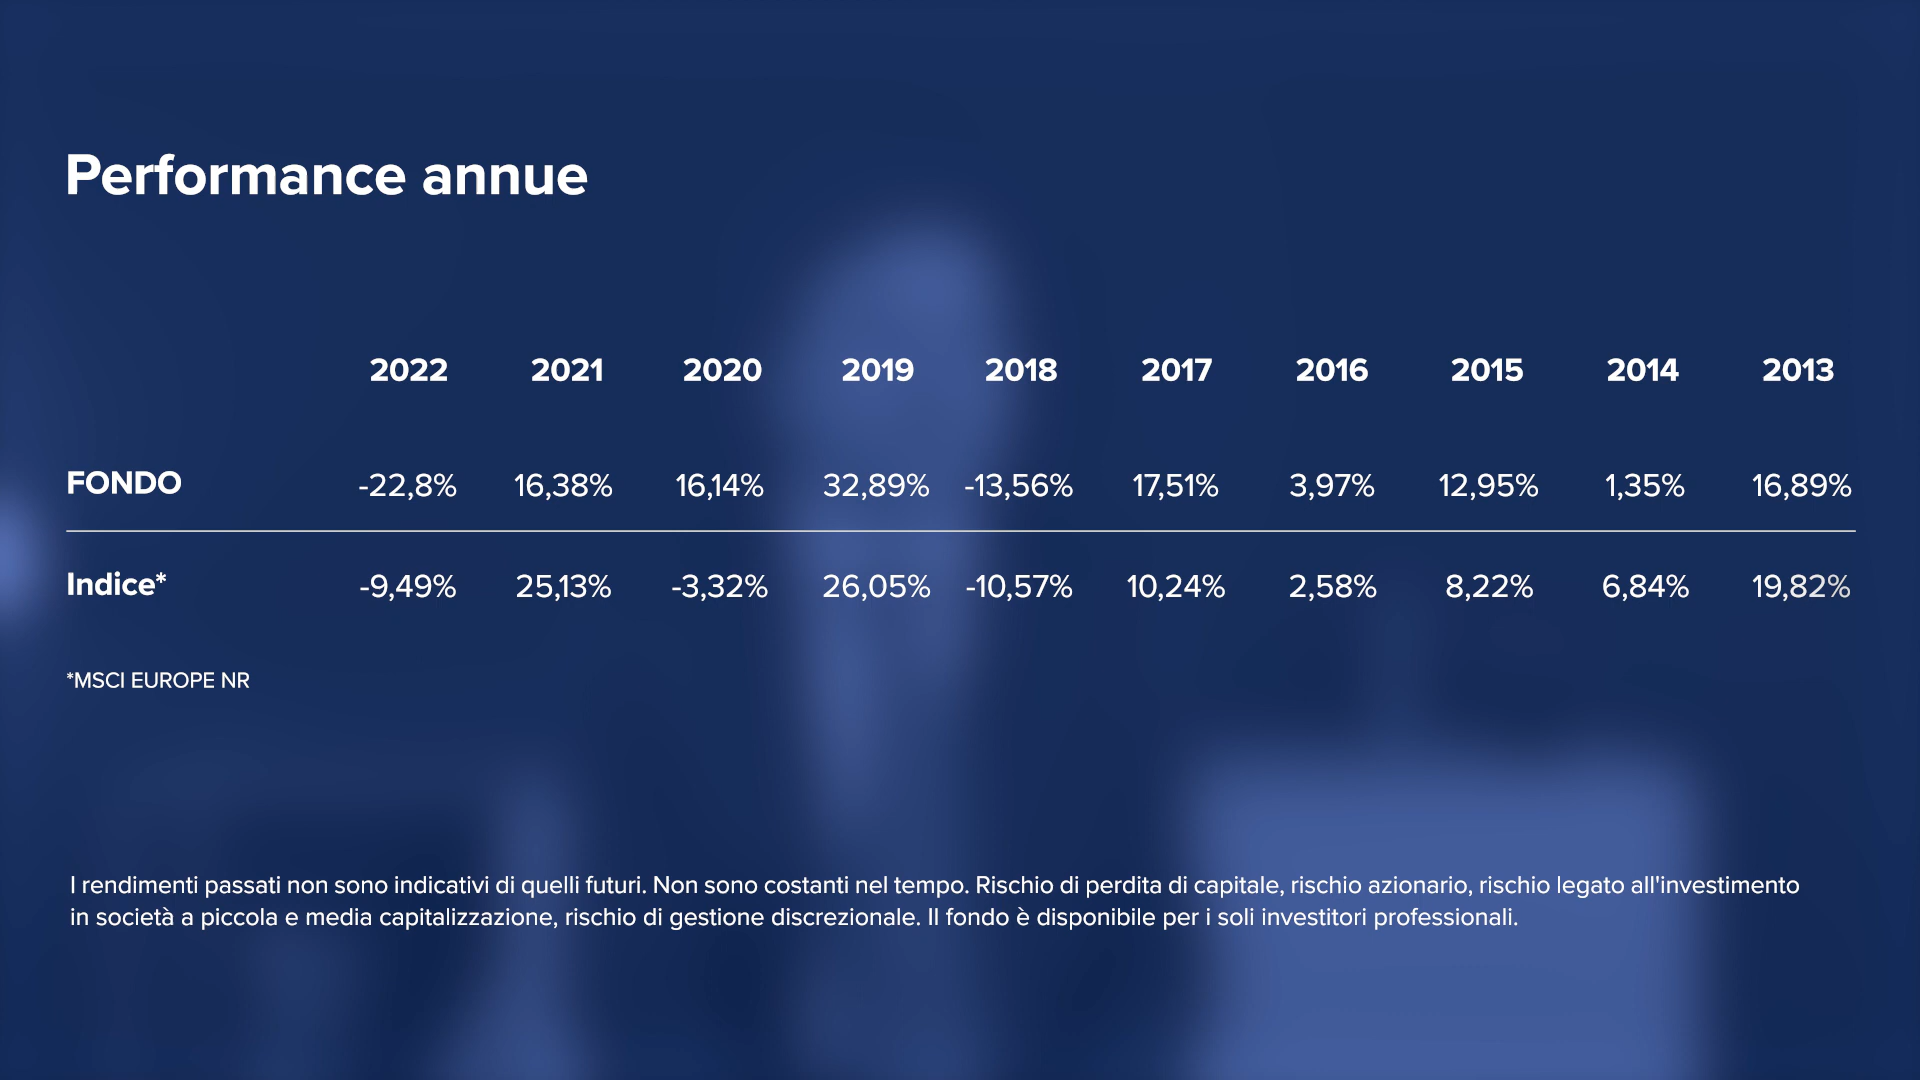 Performance annue
2022 2021 2020 2019 2018 2017 2016 2015 2014 2013
FONDO -22,8% 16,38% 16,14% 32,89% -13,56% 17,51% 3,97% 12,95% 1,35% 16,89%
Indice* -9,49% 25,13% -3,32% 26,05% -10,57% 10,24% 2,58% 8,22% 6,84% 19,82%
*MSCI EUROPE NR
I rendimenti passati non sono indicativi di quelli futuri. Non sono costanti nel tempo. Rischio di perdita di capitale, rischio azionario, rischio legato all'investimento
in società a piccola e media capitalizzazione, rischio di gestione discrezionale. Il fondo è disponibile per i soli investitori professionali.